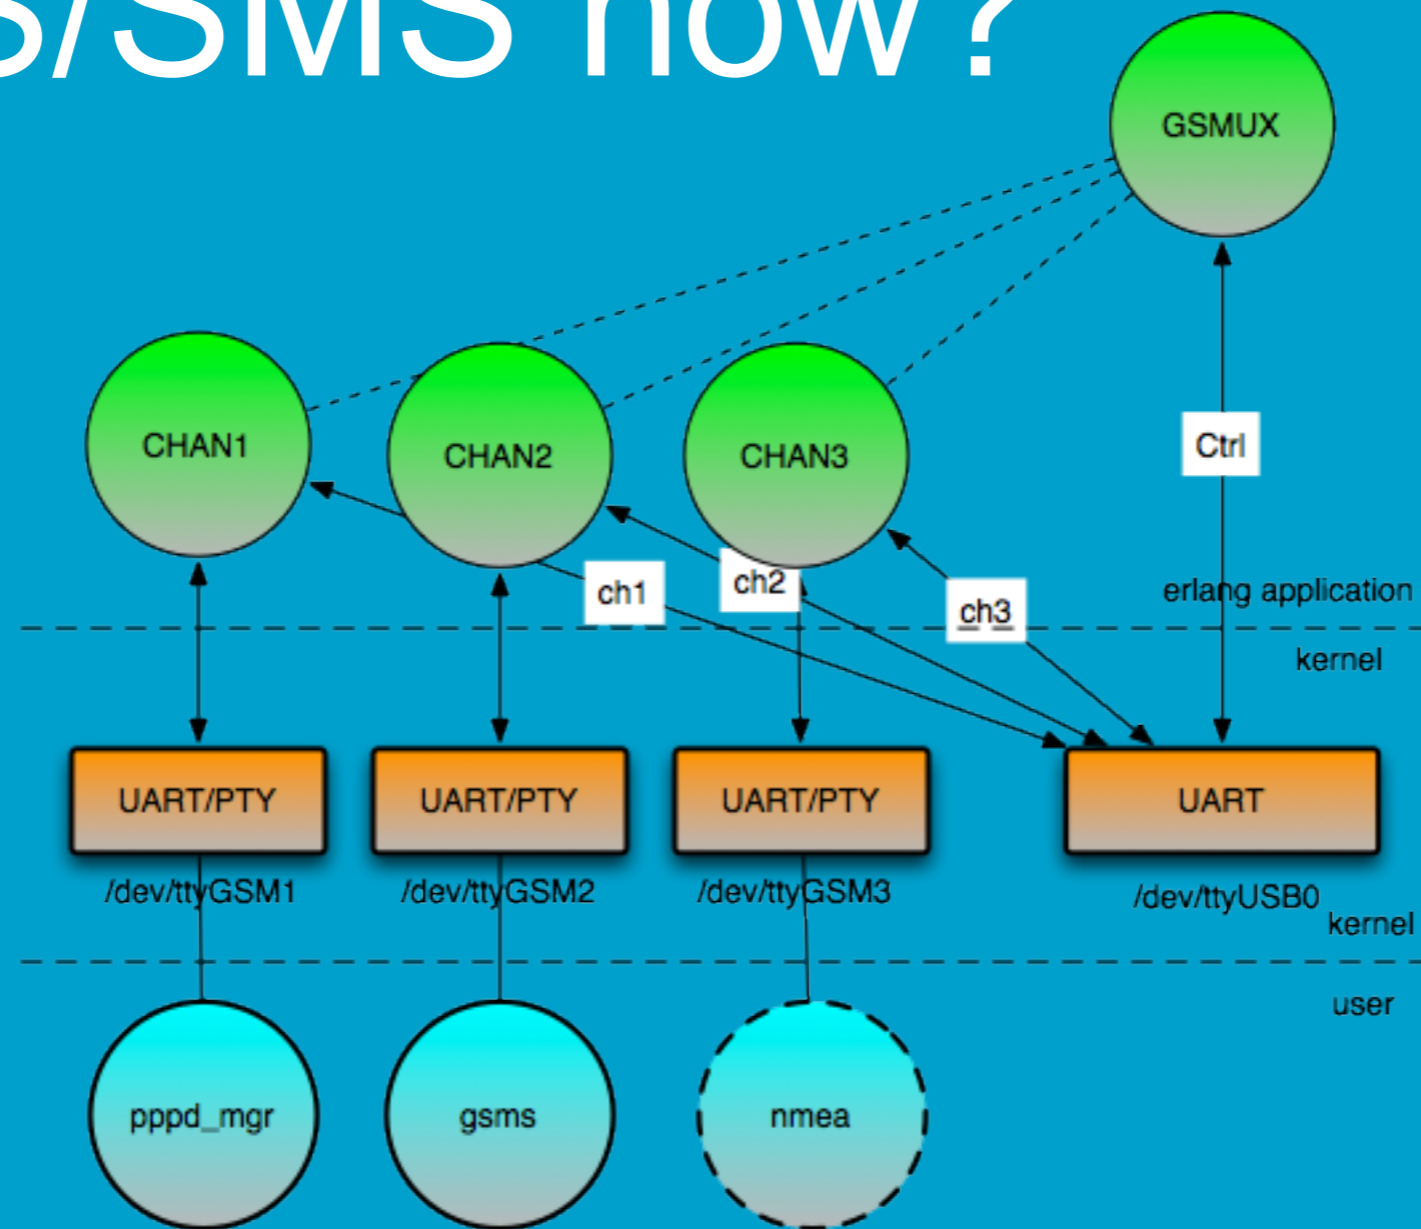 S/SMS now?
GSMUX
CHAN1
CHAN2
CHAN3
Ctrl
ch1
ch2
ch3
erlang application
kernel
UART/PTY
UART/PTY
UART/PTY
UART
/dev/ttyGSM1
/dev/ttyGSM2
/dev/ttyGSM3
/dev/ttyUSB0
kernel
user
pppd_mgr
gsms
nmea